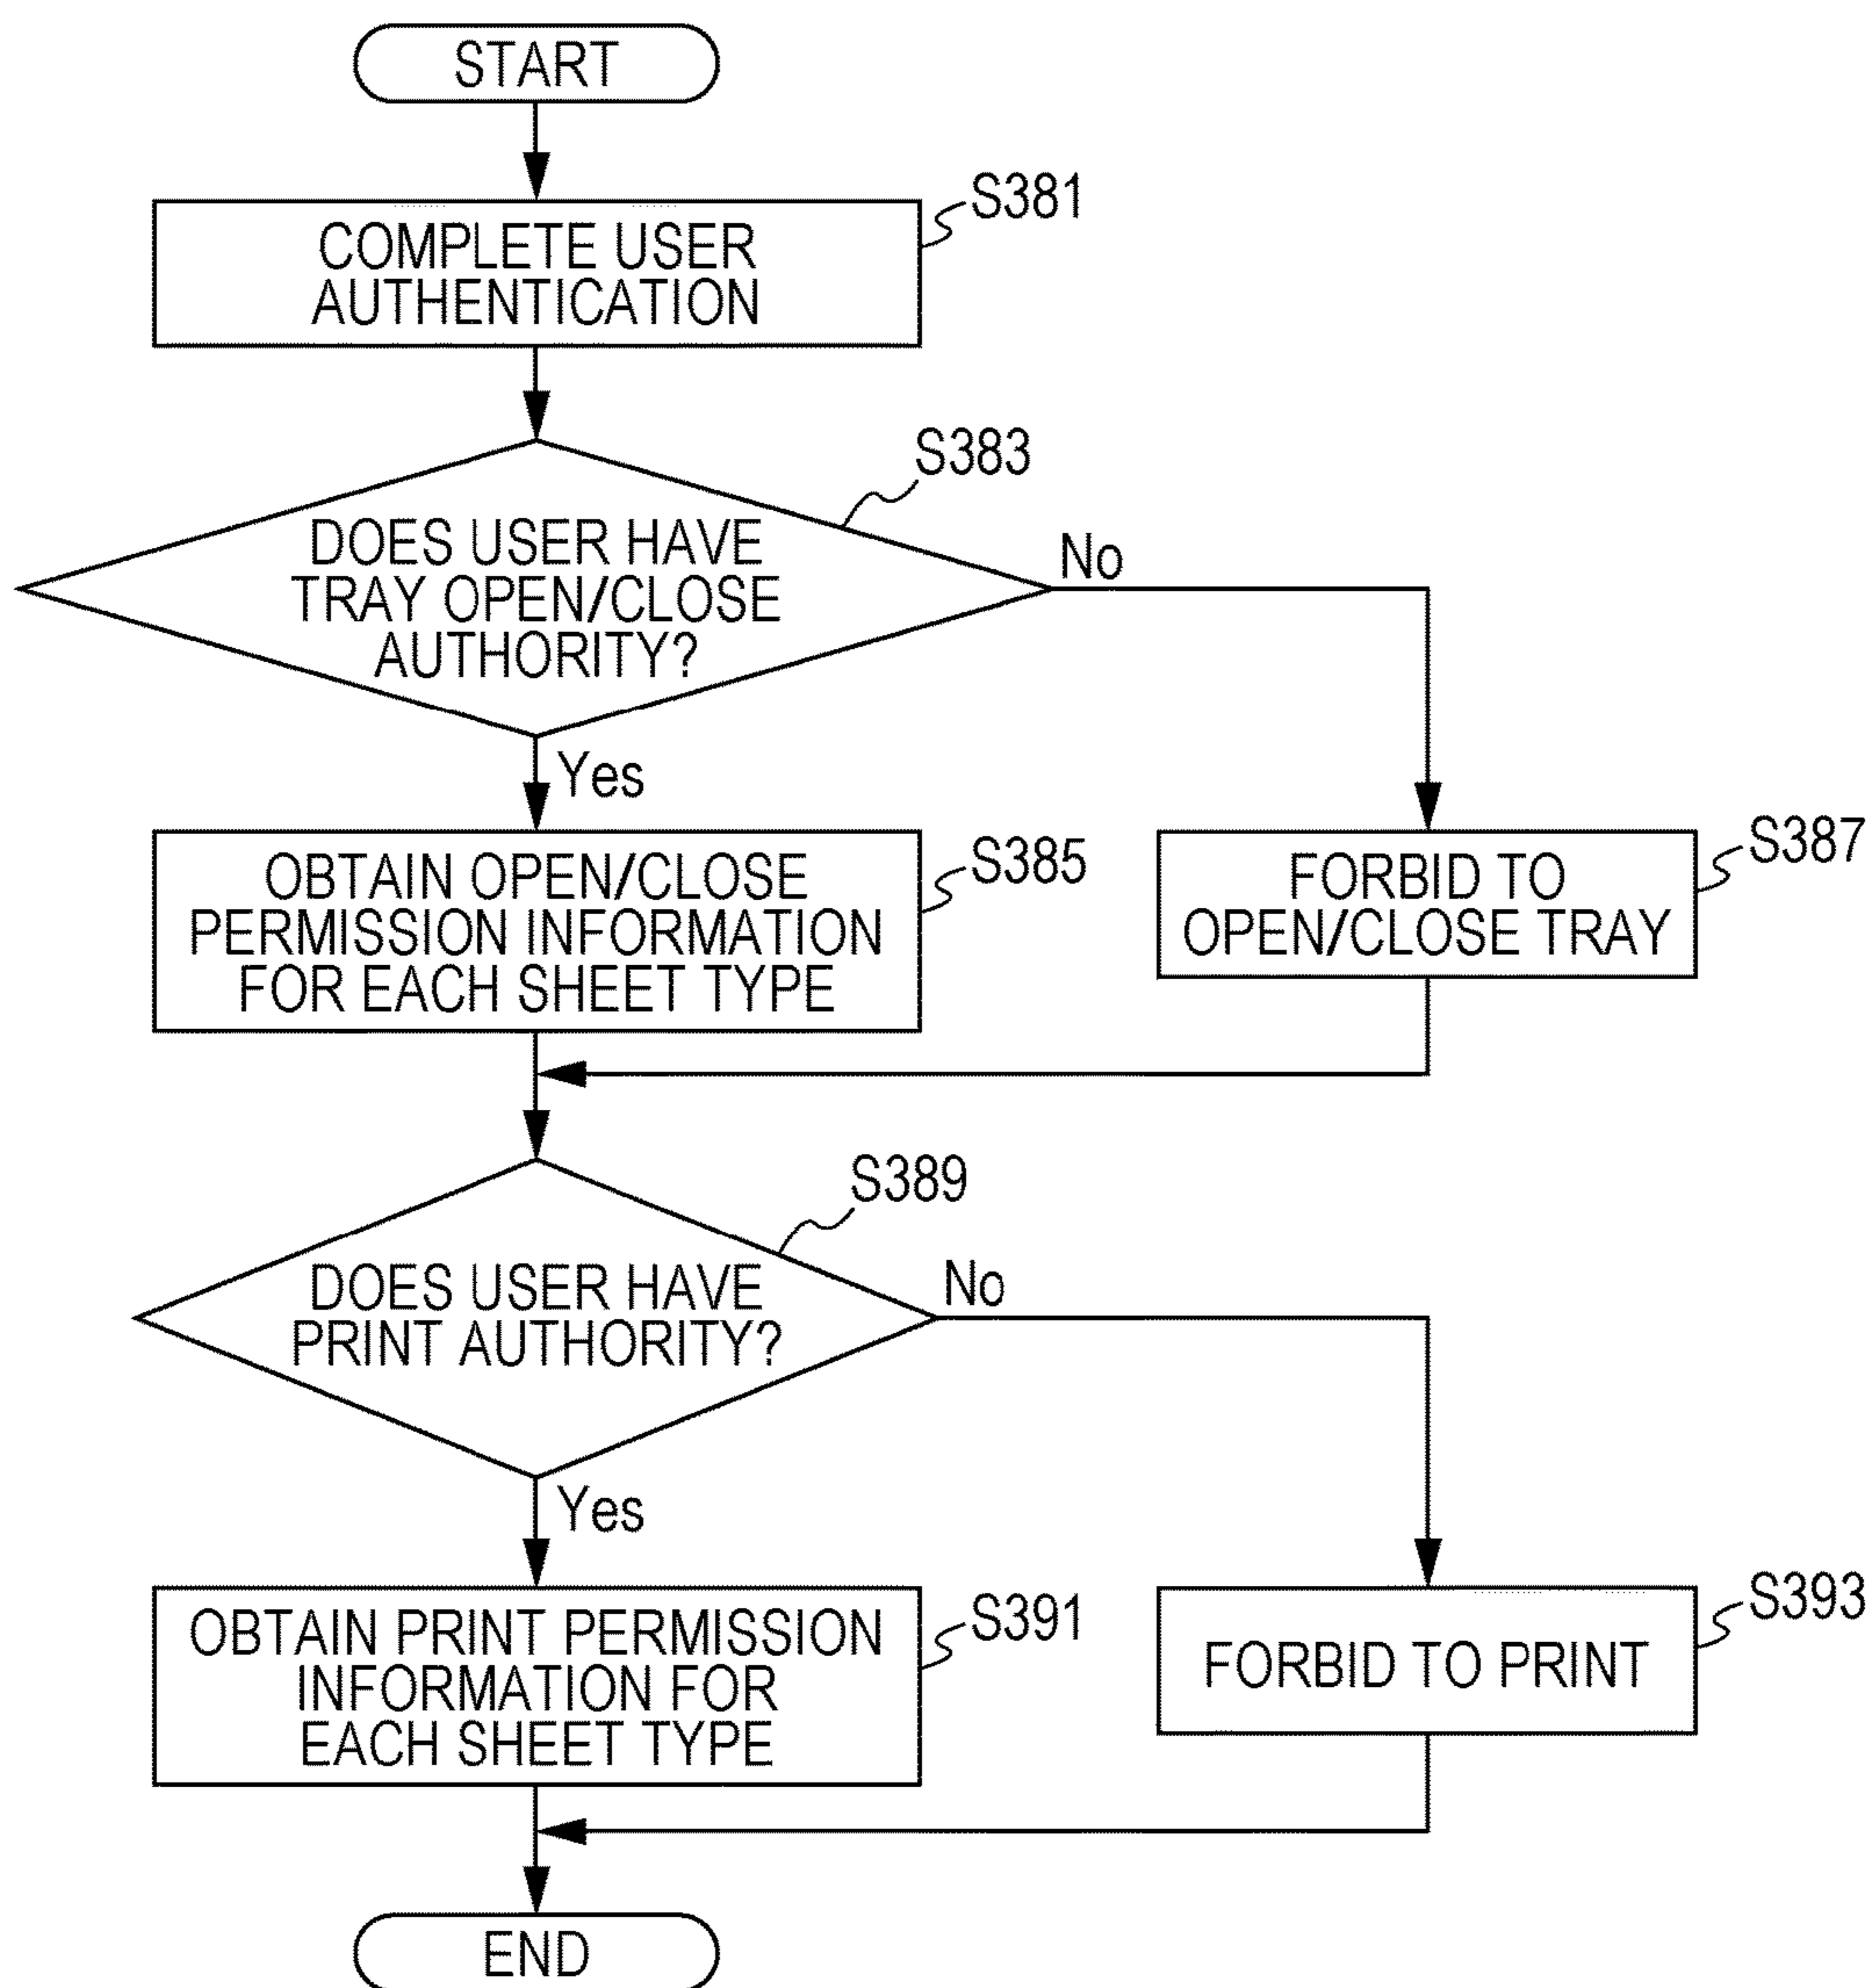 START
S381
COMPLETE USER
AUTHENTICATION
S383
DOES USER HAVE
TRAY OPEN/CLOSE
AUTHORITY?
No
Yes
S385
OBTAIN OPEN/CLOSE
PERMISSION INFORMATION
FOR EACH SHEET TYPE
S387
FORBID TO
OPEN/CLOSE TRAY
S389
DOES USER HAVE
PRINT AUTHORITY?
No
Yes
S391
OBTAIN PRINT PERMISSION
INFORMATION FOR
EACH SHEET TYPE
S393
FORBID TO PRINT
END